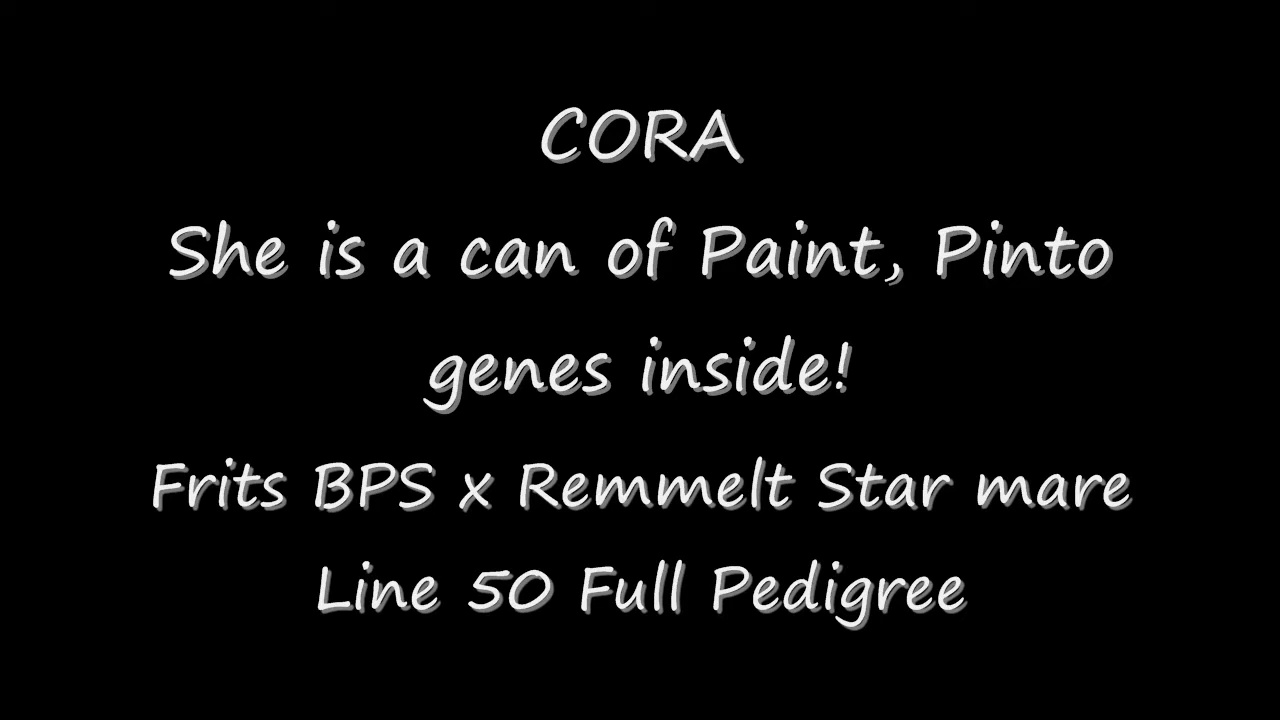 CORA
She is a can of Paint, Pinto
genes inside!
Frits BPS x Remmelt Star mare
Line 50 Full Pedigree